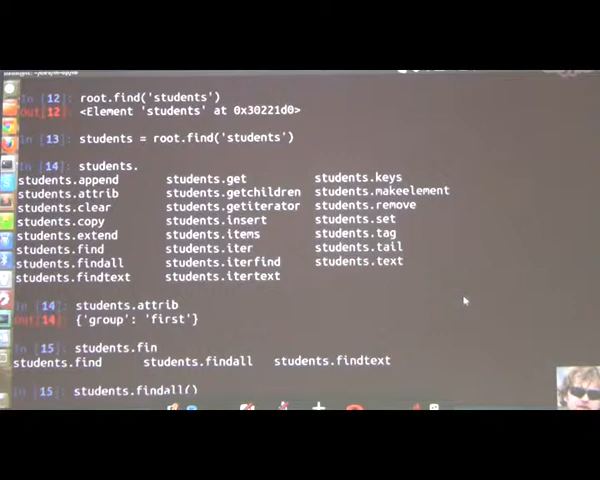 In [12]: root.find('students')
Out[12]: <Element 'students' at 0x30221d0>
In [13]: students = root.find('students')
In [14]: students.
students.append students.get students.keys
students.attrib students.getchildren students.makeelement
students.clear students.getiterator students.remove
students.copy students.insert students.set
students.extend students.items students.tag
students.find students.iter students.tail
students.findall students.iterfind students.text
students.findtext students.itertext
In [14]: students.attrib
Out[14]: {'group': 'first'}
In [15]: students.fin
students.find students.findall students.findtext
In [15]: students.findall()